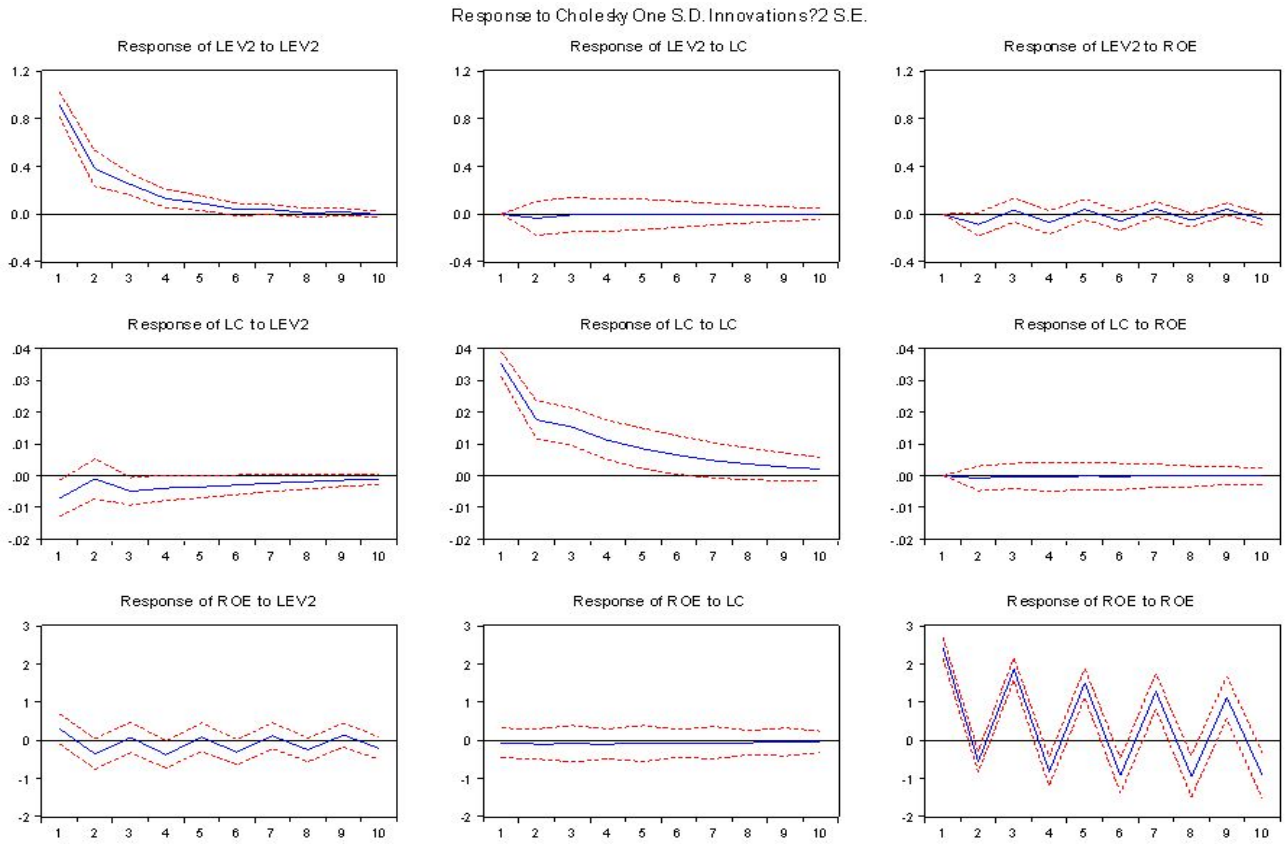 Response to Cholesky One S.D. Innovations?2 S.E.
Response of LEV2 to LEV2
1.2
0.8
0.4
0.0
-0.4
1 2 3 4 5 6 7 8 9 10
Response of LEV2 to LC
1.2
0.8
0.4
0.0
-0.4
1 2 3 4 5 6 7 8 9 10
Response of LEV2 to ROE
1.2
0.8
0.4
0.0
-0.4
1 2 3 4 5 6 7 8 9 10
Response of LC to LEV2
.04
.03
.02
.01
.00
-.01
-.02
1 2 3 4 5 6 7 8 9 10
Response of LC to LC
.04
.03
.02
.01
.00
-.01
-.02
1 2 3 4 5 6 7 8 9 10
Response of LC to ROE
.04
.03
.02
.01
.00
-.01
-.02
1 2 3 4 5 6 7 8 9 10
Response of ROE to LEV2
3
2
1
0
-1
-2
1 2 3 4 5 6 7 8 9 10
Response of ROE to LC
3
2
1
0
-1
-2
1 2 3 4 5 6 7 8 9 10
Response of ROE to ROE
3
2
1
0
-1
-2
1 2 3 4 5 6 7 8 9 10